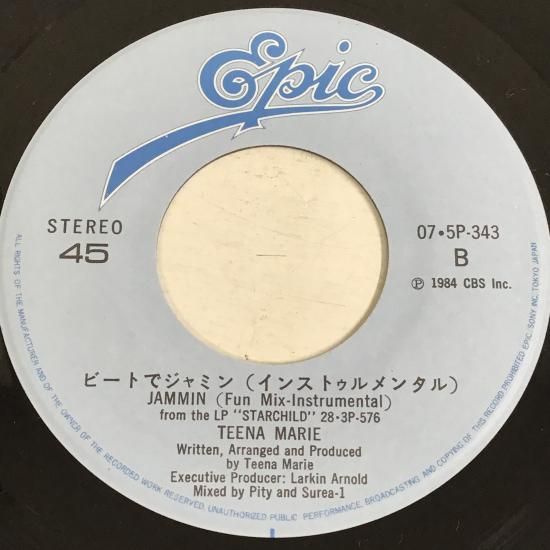 Epic
STEREO
45
07•5P-343
B
Ⓟ 1984 CBS Inc.
ビートでジャミン (インストゥルメンタル)
JAMMIN (Fun Mix-Instrumental)
from the LP "STARCHILD" 28•3P-576
TEENA MARIE
Written, Arranged and Produced
by Teena Marie
Executive Producer: Larkin Arnold
Mixed by Pity and Surea-1
ALL RIGHTS OF THE MANUFACTURER AND OF THE OWNER OF THE RECORDED WORK RESERVED. UNAUTHORIZED PUBLIC PERFORMANCE, BROADCASTING AND COPYING OF THIS RECORD PROHIBITED EPIC, SONY INC. TOKYO JAPAN